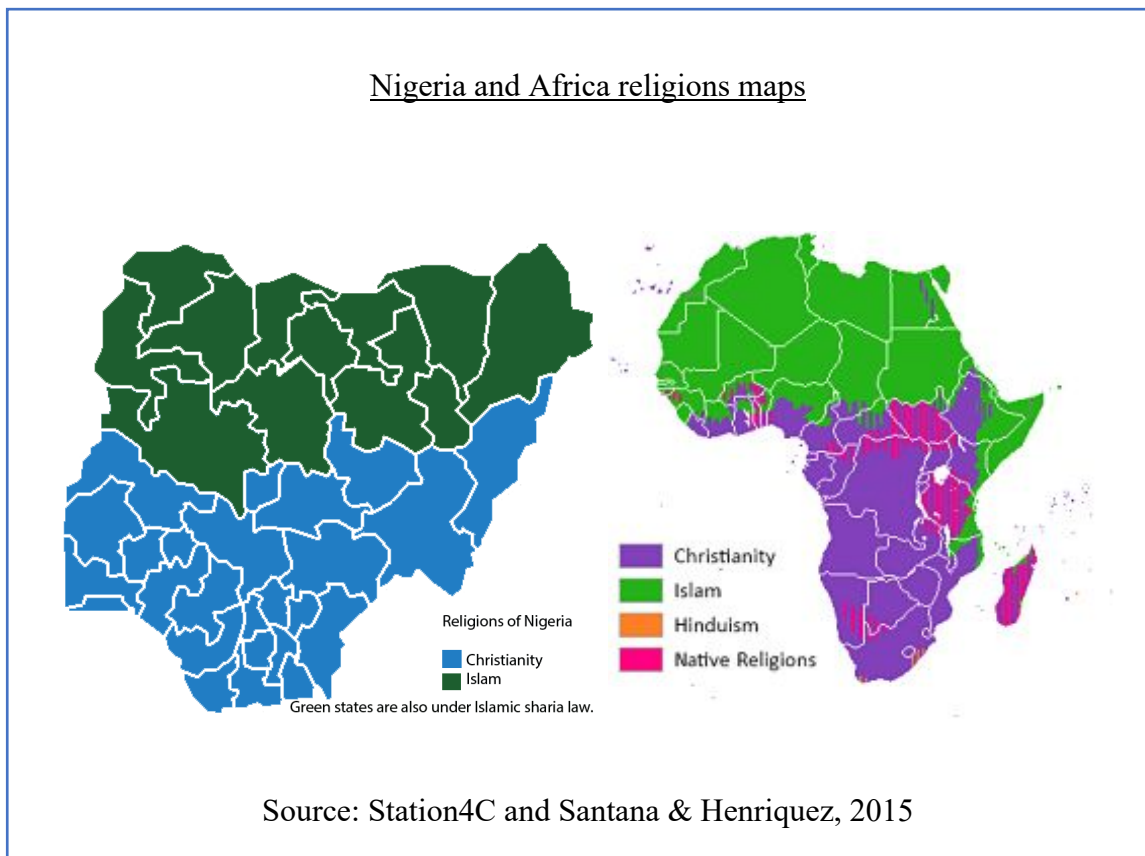 Nigeria and Africa religions maps
Religions of Nigeria
Christianity
Islam
Green states are also under Islamic sharia law.
Christianity
Islam
Hinduism
Native Religions
Source: Station4C and Santana & Henriquez, 2015